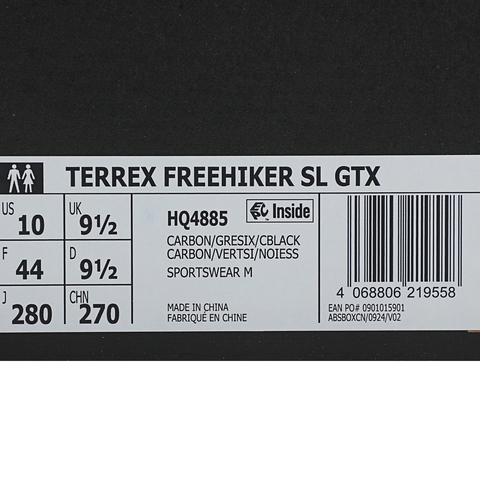 TERREX FREEHIKER SL GTX
US 10 UK 9½
F 44 D 9½
J 280 CHN 270
HQ4885
Inside
CARBON/GRESIX/CBLACK
CARBON/VERTSI/NOIESS
SPORTSWEAR M
MADE IN CHINA
FABRIQUÉ EN CHINE
4 068806 219558
EAN PO# 0901015901
ABSBOXCN/0924/V02